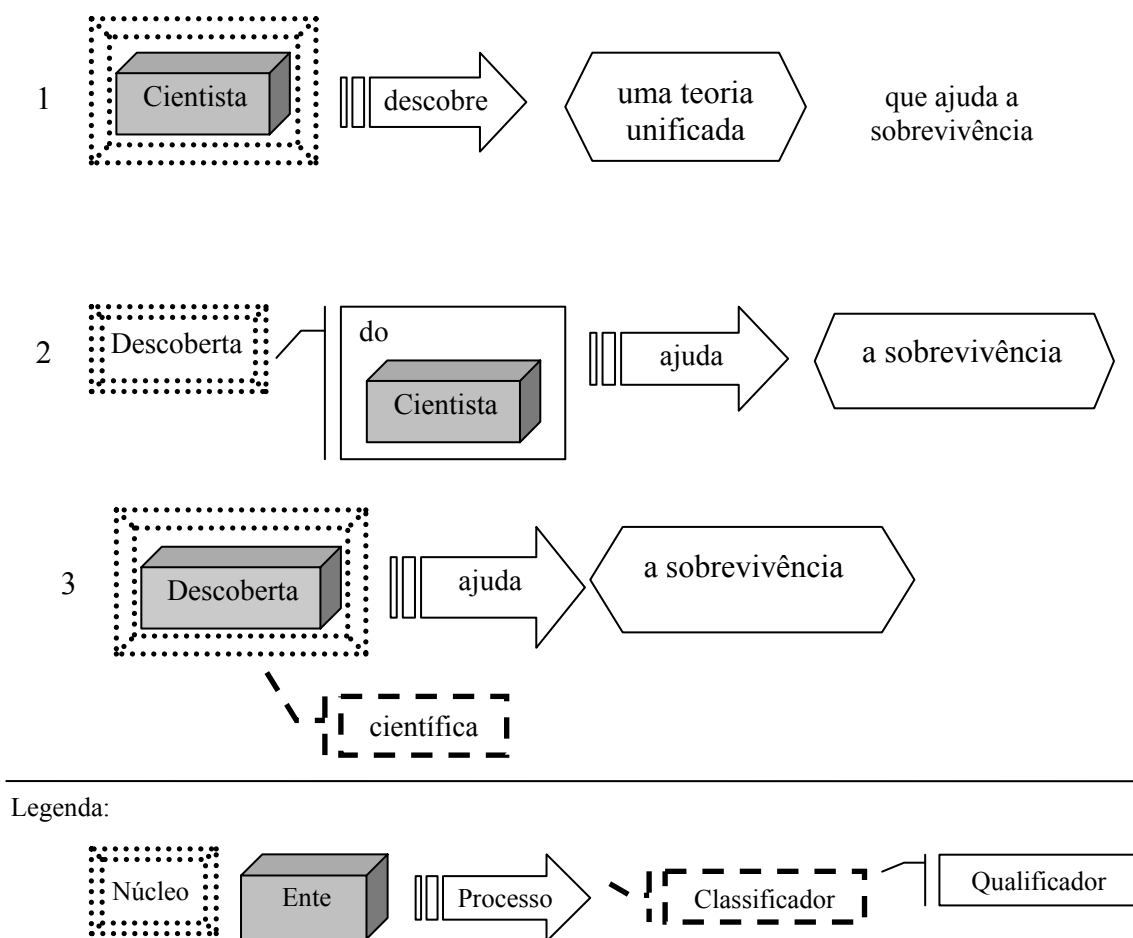 1
Cientista
descobre
uma teoria
unificada
que ajuda a
sobrevivência
2
Descoberta
do
Cientista
ajuda
a sobrevivência
3
Descoberta
ajuda
a sobrevivência
científica
Legenda:
Núcleo
Ente
Processo
Classificador
Qualificador